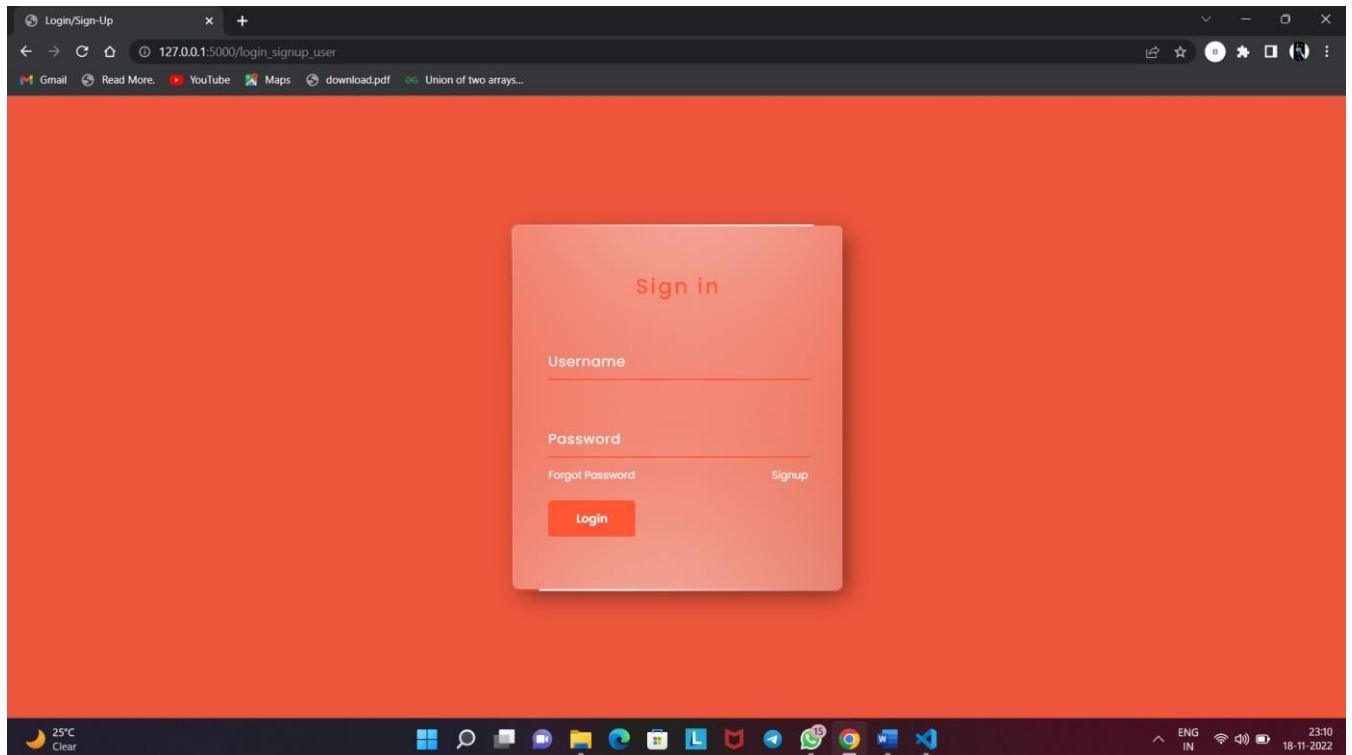 Login/Sign-Up
127.0.0.1:5000/login_signup_user
B
Gmail Read More. YouTube Maps download.pdf Union of two arrays...
Sign in
Username
Password
Forgot Password Signup
Login
25°C
Clear
L
15
W
ENG
IN
23:10
18-11-2022